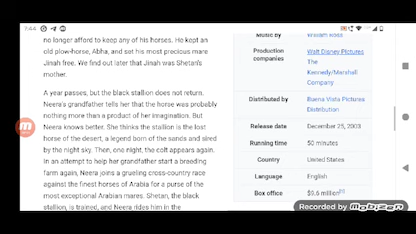 7:44
no longer afford to keep any of his horses. He kept an
old plow-horse, Abha, and set his most precious mare
Jinah free. We find out later that Jinah was Shetan's
mother.
A year passes, but the black stallion does not return.
Neera's grandfather tells her that the horse was probably
nothing more than a product of her imagination. But
Neera knows better. She thinks the stallion is the lost
horse of the desert, a legend born of the sands and sired
by the night sky. Then, one night, the colt appears again.
In an attempt to help her grandfather start a breeding
farm again, Neera joins a grueling cross-country race
against the finest horses of Arabia for a purse of the
most exceptional Arabian mares. Shetan, the black
stallion, is trained, and Neera rides him in the
Music by William Ross
Production companies Walt Disney Pictures
The
Kennedy/Marshall
Company
Distributed by Buena Vista Pictures
Distribution
Release date December 25, 2003
Running time 50 minutes
Country United States
Language English
Box office $9.6 million[1]
Recorded by Mobizen